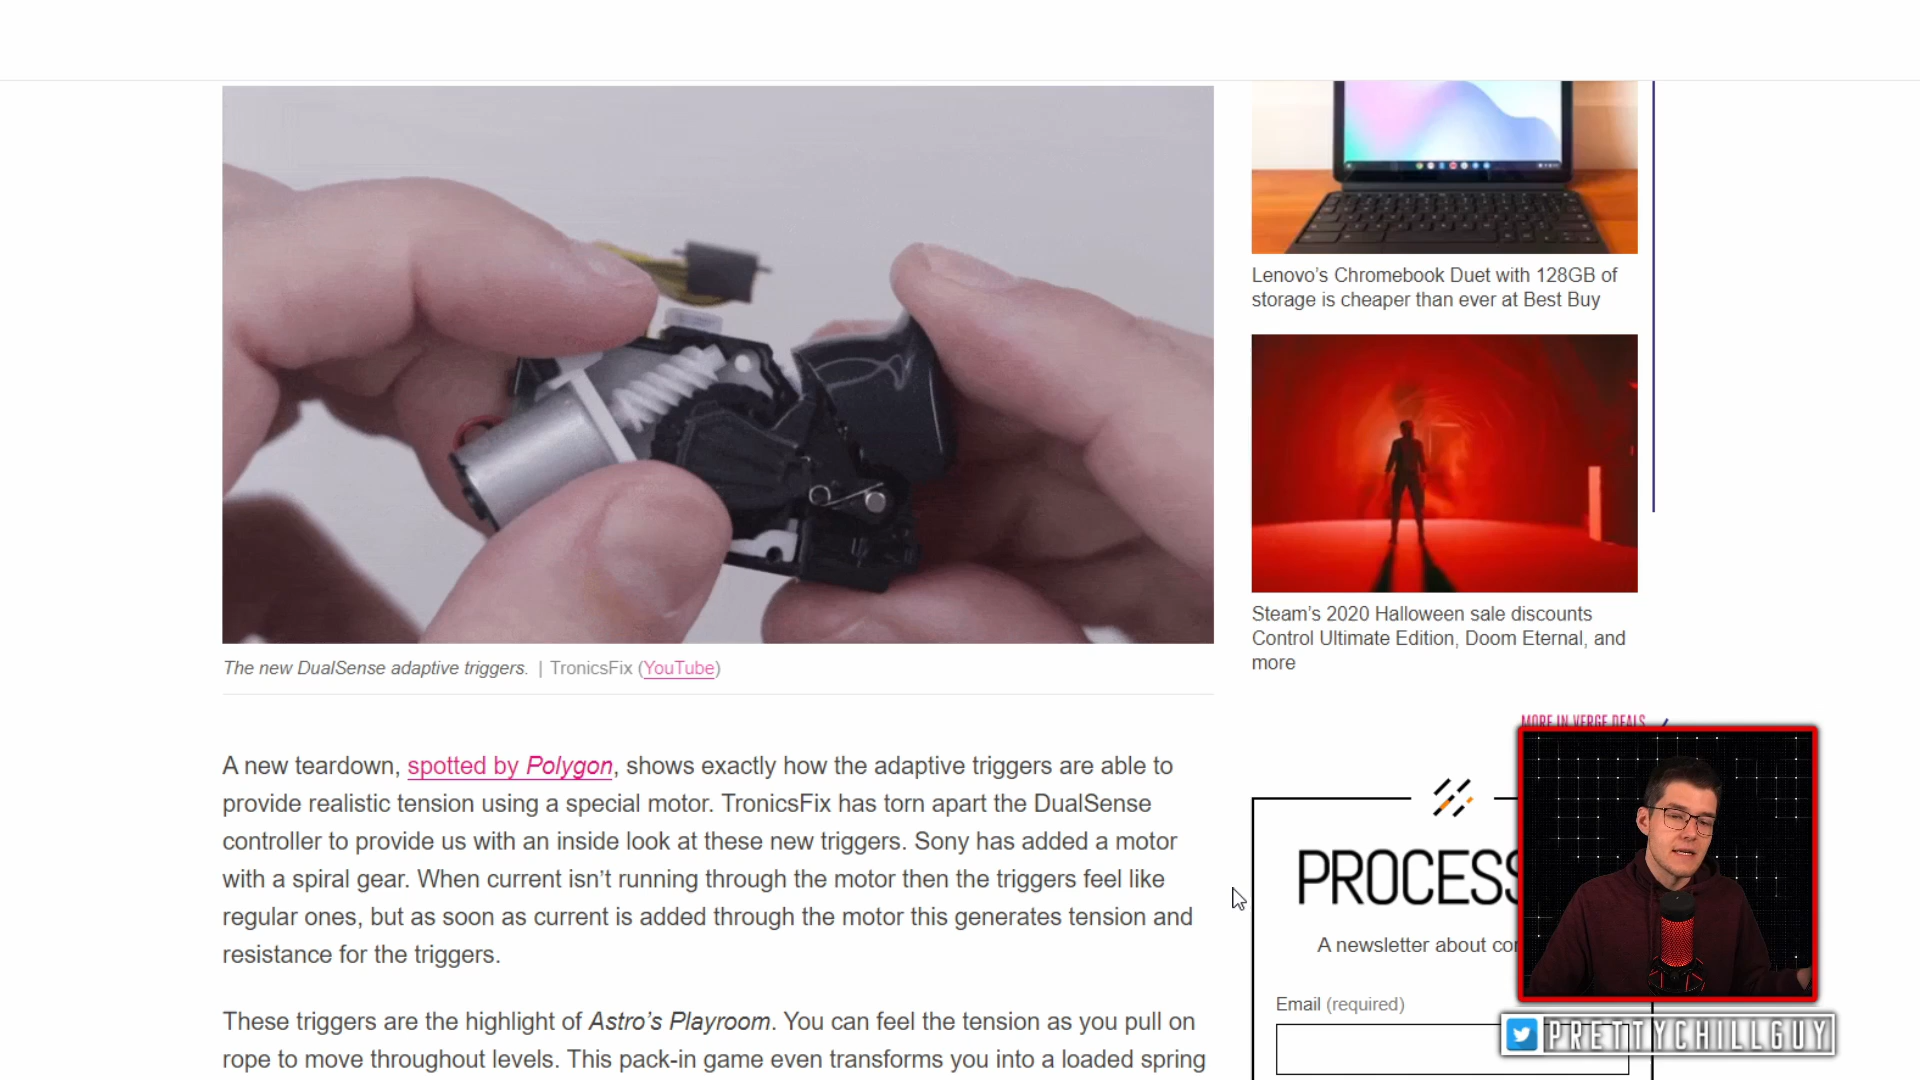 The new DualSense adaptive triggers. | TronicsFix (YouTube)
A new teardown, spotted by Polygon, shows exactly how the adaptive triggers are able to
provide realistic tension using a special motor. TronicsFix has torn apart the DualSense
controller to provide us with an inside look at these new triggers. Sony has added a motor
with a spiral gear. When current isn’t running through the motor then the triggers feel like
regular ones, but as soon as current is added through the motor this generates tension and
resistance for the triggers.
These triggers are the highlight of Astro’s Playroom. You can feel the tension as you pull on
rope to move throughout levels. This pack-in game even transforms you into a loaded spring
Lenovo’s Chromebook Duet with 128GB of
storage is cheaper than ever at Best Buy
Steam’s 2020 Halloween sale discounts
Control Ultimate Edition, Doom Eternal, and
more
MORE IN VERGE DEALS
PROCESS
A newsletter about co
Email (required)
PRETTYCHILLGUY